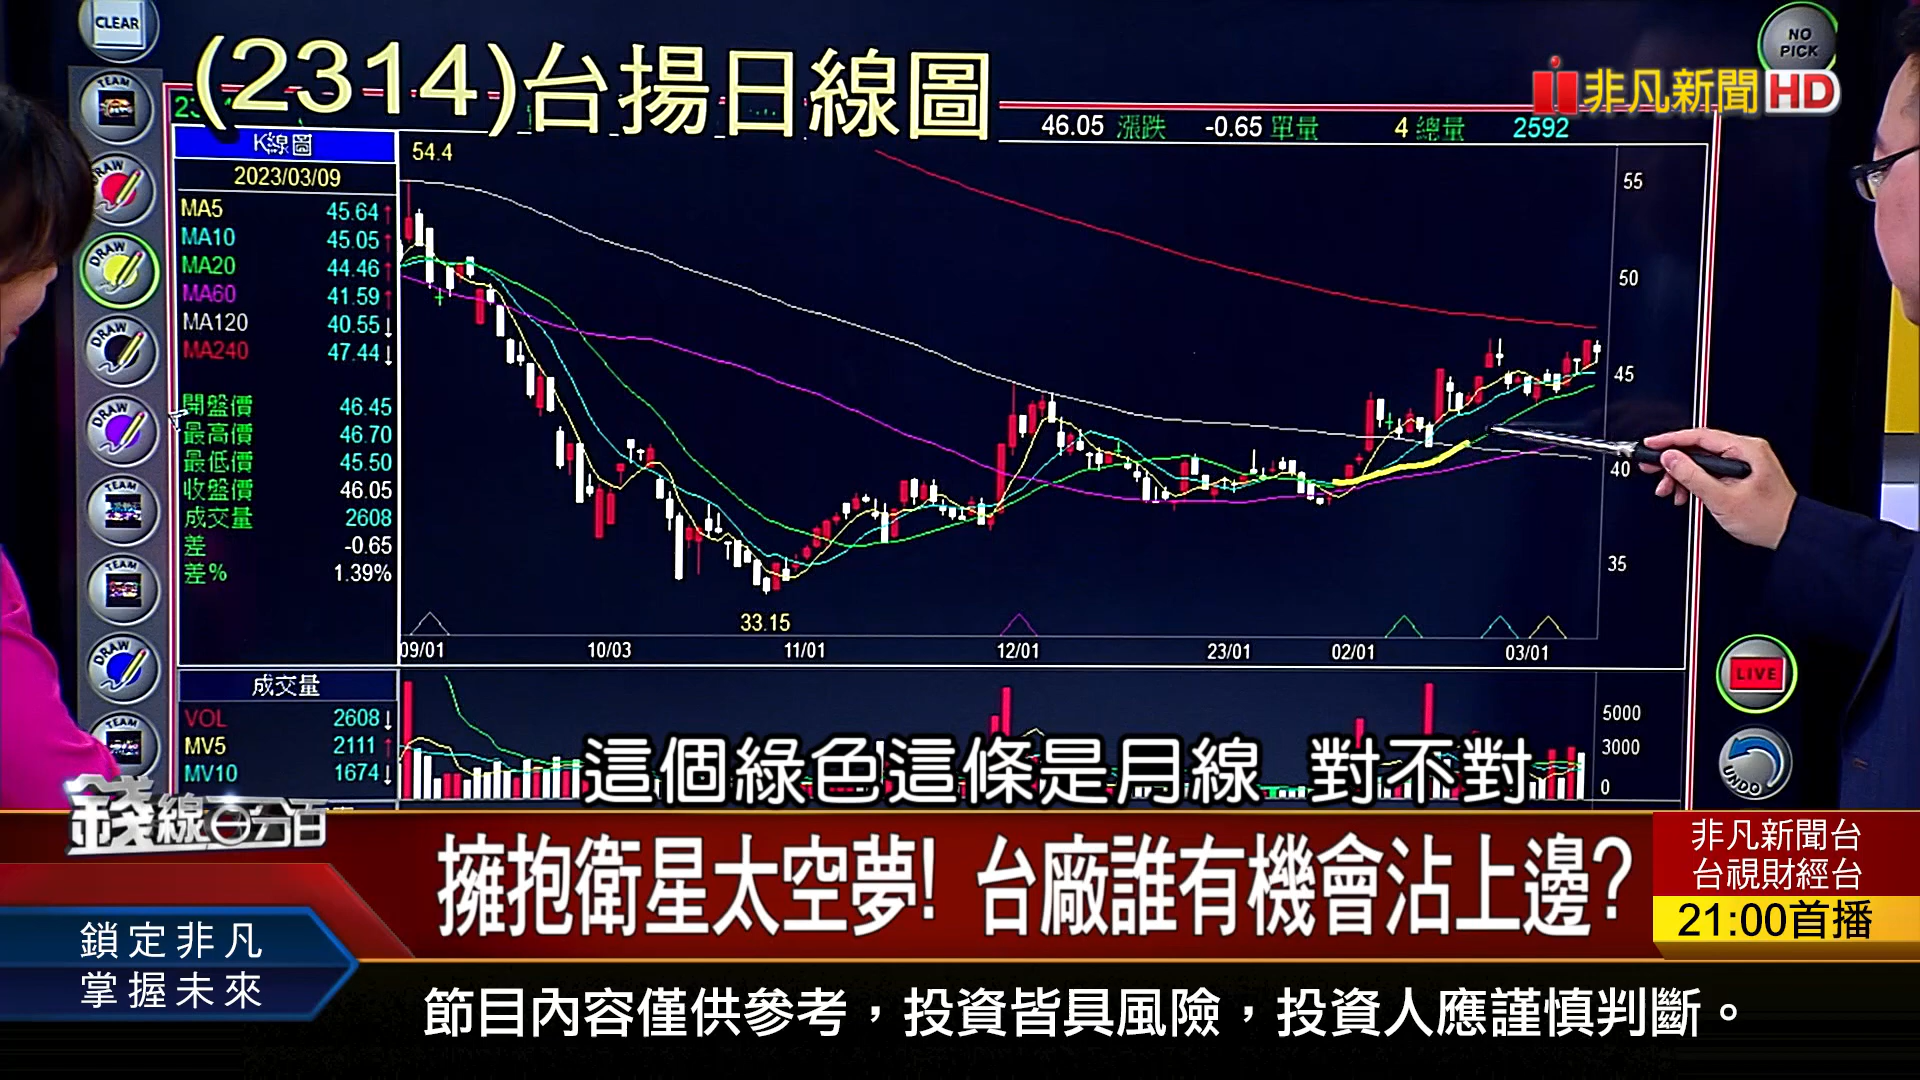 CLEAR
(2314)台揚日線圖
NO PICK
非凡新聞HD
46.05 漲跌 -0.65 單量 4 總量 2592
K線圖
54.4
2023/03/09
MA5 45.64↑
MA10 45.05↑
MA20 44.46↑
MA60 41.59↑
MA120 40.55↓
MA240 47.44↓
開盤價 46.45
最高價 46.70
最低價 45.50
收盤價 46.05
成交量 2608
差 -0.65
差% 1.39%
55
50
45
40
35
33.15
09/01 10/03 11/01 12/01 23/01 02/01 03/01
成交量
VOL 2608↓
MV5 2111↑
MV10 1674↓
5000
3000
0
TEAM
DRAW
DRAW
DRAW
DRAW
TEAM
TEAM
DRAW
TEAM
LIVE
UNDO
這個綠色這條是月線 對不對
錢線百分百
擁抱衛星太空夢! 台廠誰有機會沾上邊?
非凡新聞台
台視財經台
21:00首播
鎖定非凡
掌握未來
節目內容僅供參考，投資皆具風險，投資人應謹慎判斷。